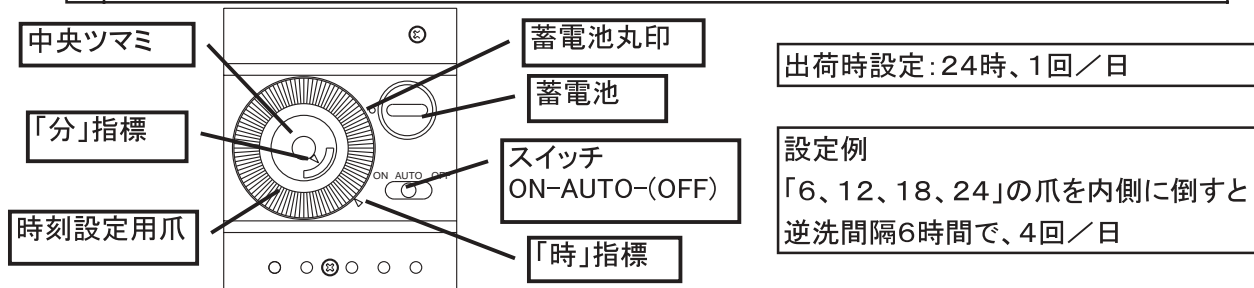 中央ツマミ
「分」指標
時刻設定用爪
蓄電池丸印
蓄電池
ON AUTO OFF
スイッチ
ON-AUTO-(OFF)
「時」指標
出荷時設定:24時、1回/日
設定例
「6、12、18、24」の爪を内側に倒すと
逆洗間隔6時間で、4回/日